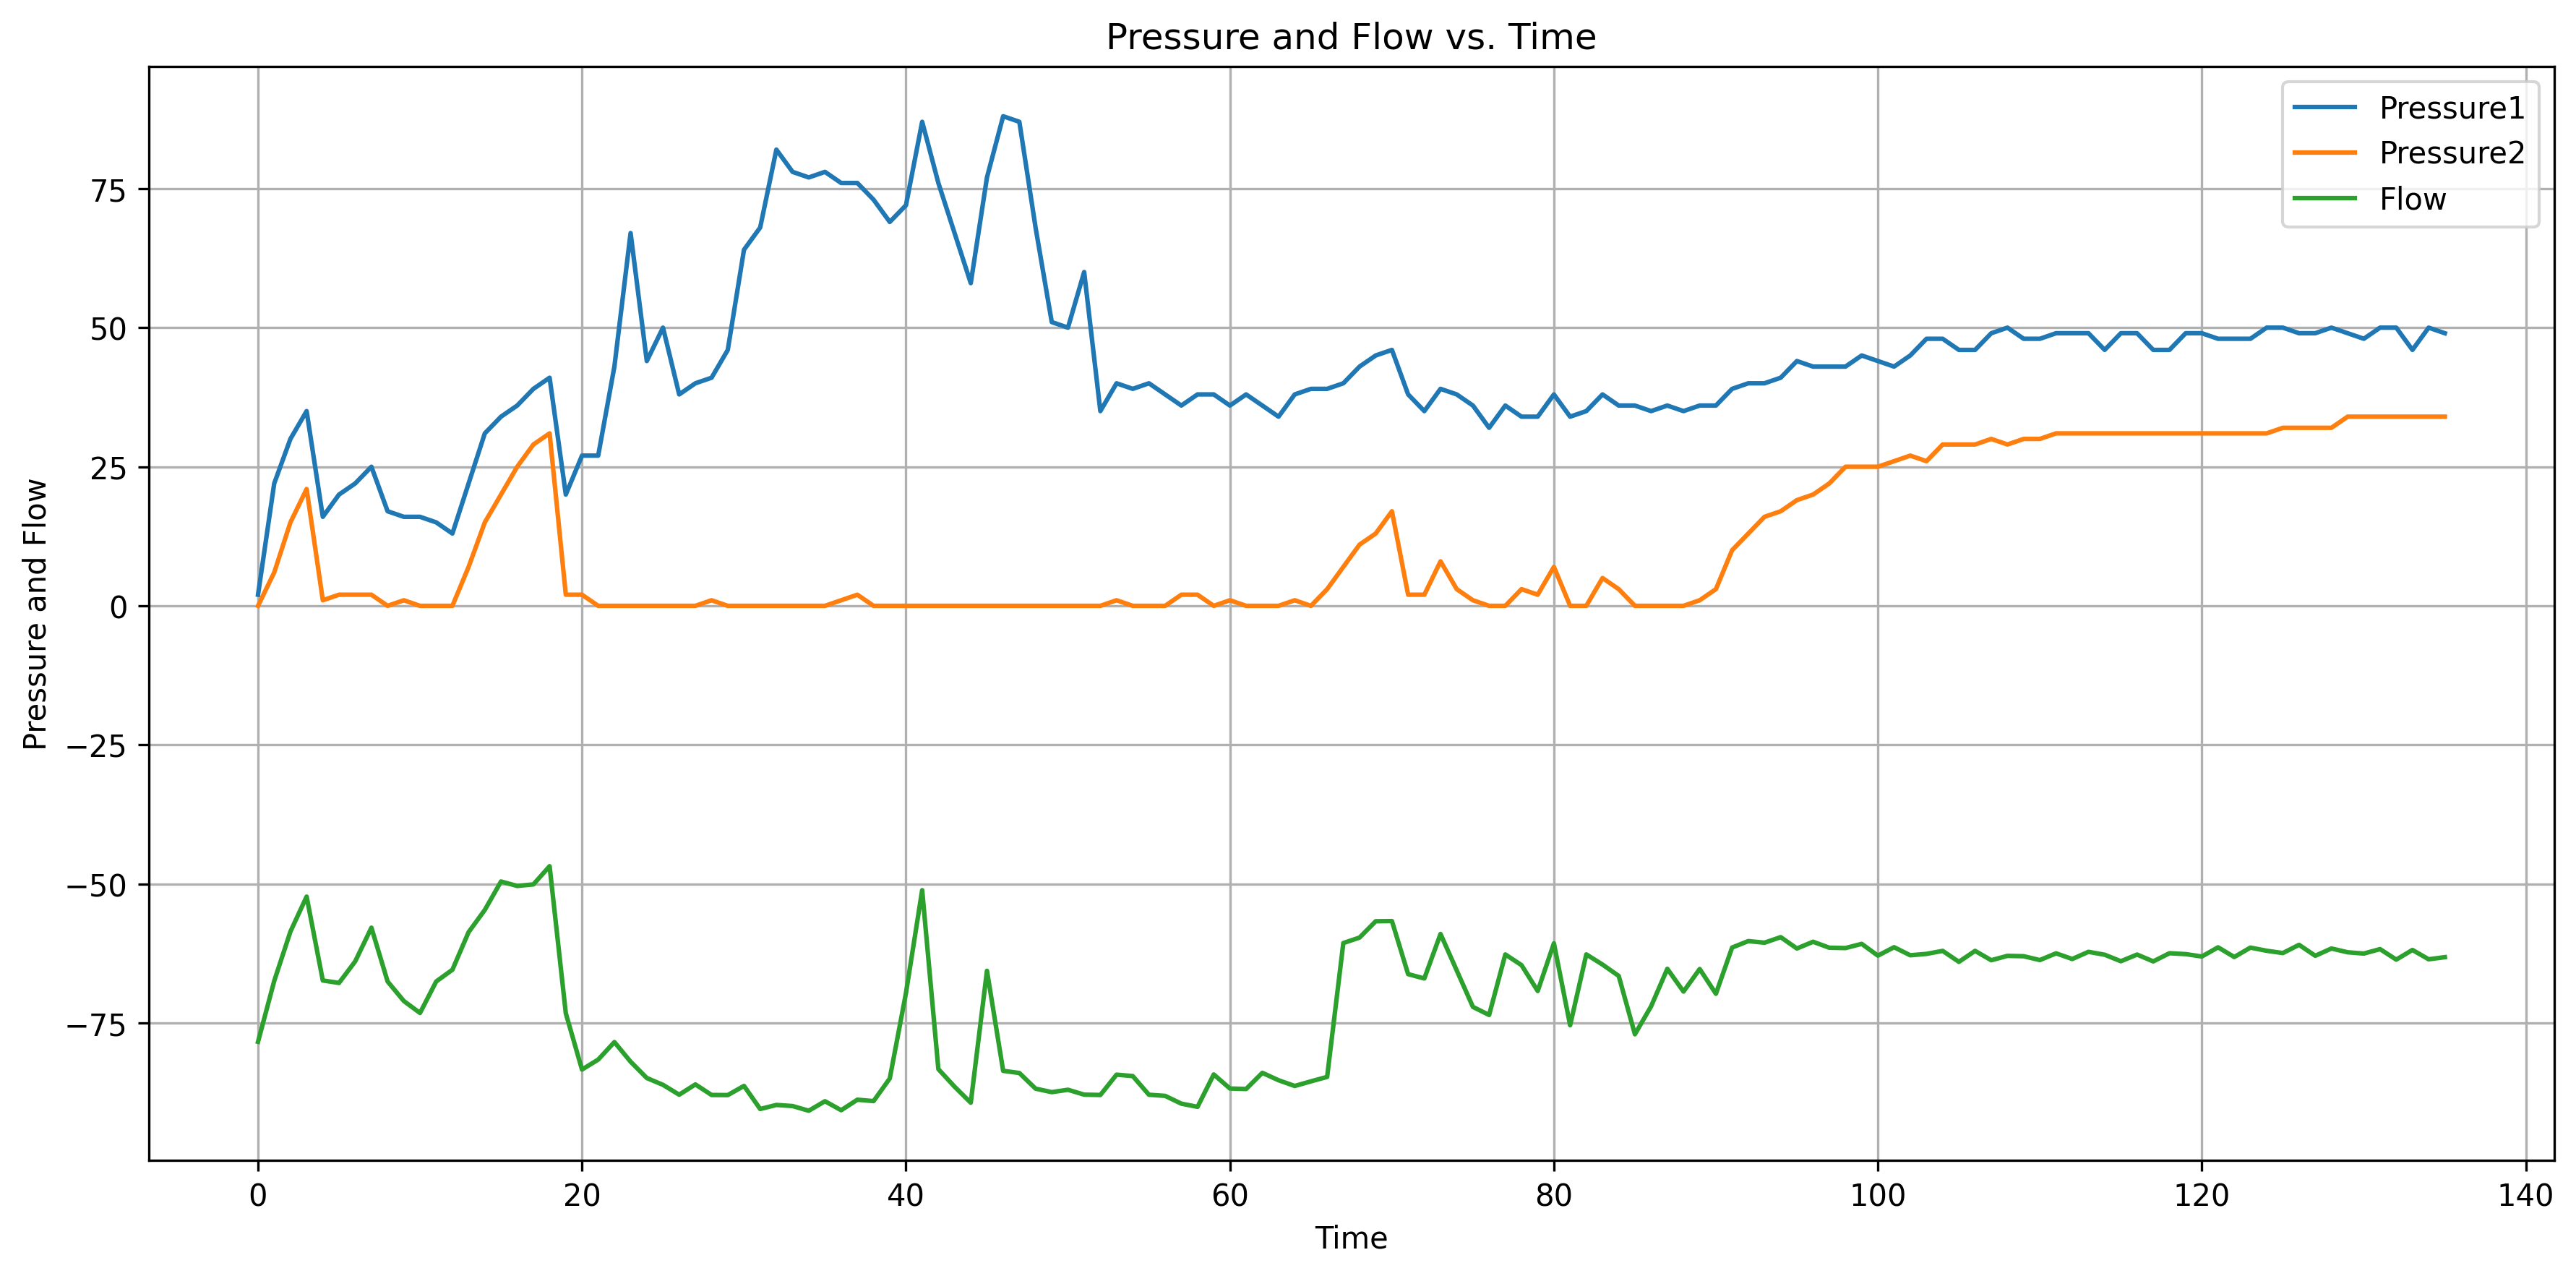 Pressure and Flow vs. Time
Pressure1
Pressure2
Flow
Pressure and Flow
75
50
25
0
−25
−50
−75
0 20 40 60 80 100 120 140
Time